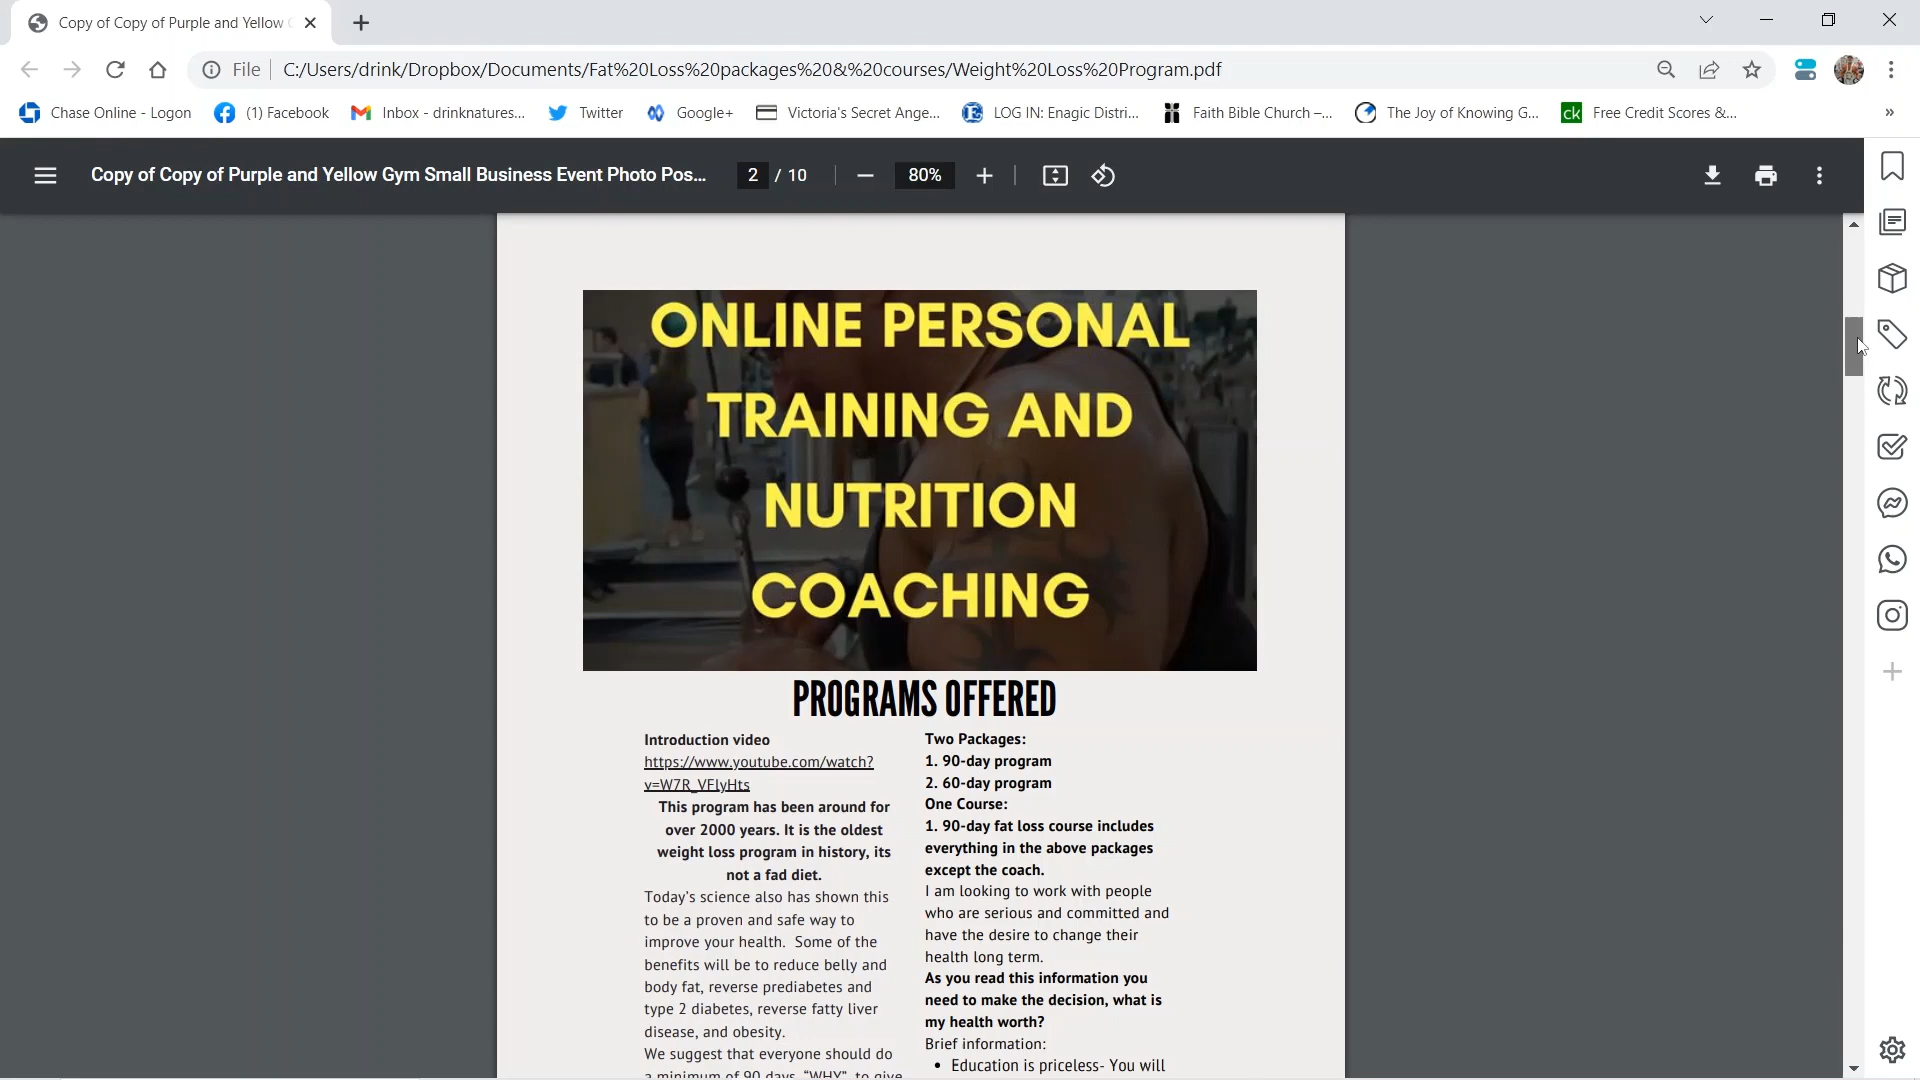 Copy of Copy of Purple and Yellow
File
C:/Users/drink/Dropbox/Documents/Fat%20Loss%20packages%20&%20courses/Weight%20Loss%20Program.pdf
Chase Online - Logon
(1) Facebook
Inbox - drinknatures...
Twitter
Google+
Victoria's Secret Ange...
LOG IN: Enagic Distri...
Faith Bible Church –...
The Joy of Knowing G...
ck
Free Credit Scores &...
»
Copy of Copy of Purple and Yellow Gym Small Business Event Photo Pos...
2 / 10
80%
ONLINE PERSONAL
TRAINING AND
NUTRITION
COACHING
PROGRAMS OFFERED
Introduction video
https://www.youtube.com/watch?
v=W7R_VFlyHts
This program has been around for
over 2000 years. It is the oldest
weight loss program in history, its
not a fad diet.
Today's science also has shown this
to be a proven and safe way to
improve your health.  Some of the
benefits will be to reduce belly and
body fat, reverse prediabetes and
type 2 diabetes, reverse fatty liver
disease, and obesity.
We suggest that everyone should do
a minimum of 90 days. "WHY", to give
Two Packages:
1. 90-day program
2. 60-day program
One Course:
1. 90-day fat loss course includes
everything in the above packages
except the coach.
I am looking to work with people
who are serious and committed and
have the desire to change their
health long term.
As you read this information you
need to make the decision, what is
my health worth?
Brief information:
• Education is priceless- You will